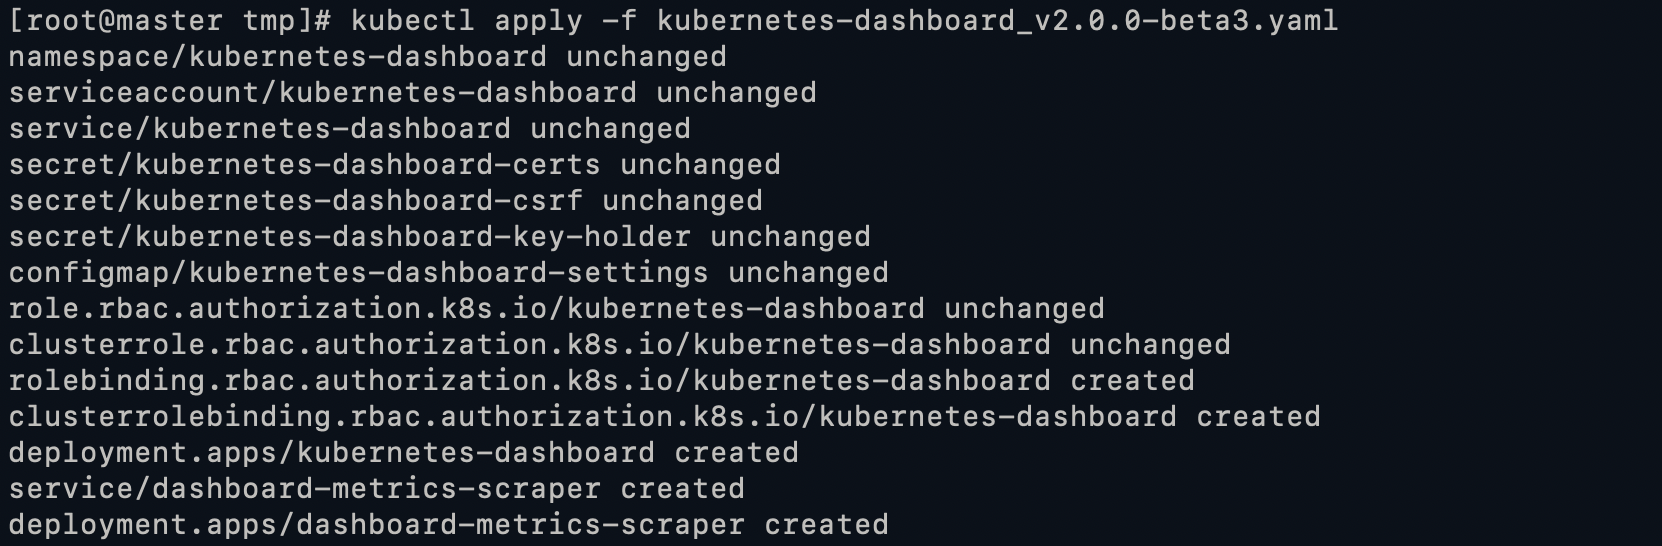 [root@master tmp]# kubectl apply -f kubernetes-dashboard_v2.0.0-beta3.yaml
namespace/kubernetes-dashboard unchanged
serviceaccount/kubernetes-dashboard unchanged
service/kubernetes-dashboard unchanged
secret/kubernetes-dashboard-certs unchanged
secret/kubernetes-dashboard-csrf unchanged
secret/kubernetes-dashboard-key-holder unchanged
configmap/kubernetes-dashboard-settings unchanged
role.rbac.authorization.k8s.io/kubernetes-dashboard unchanged
clusterrole.rbac.authorization.k8s.io/kubernetes-dashboard unchanged
rolebinding.rbac.authorization.k8s.io/kubernetes-dashboard created
clusterrolebinding.rbac.authorization.k8s.io/kubernetes-dashboard created
deployment.apps/kubernetes-dashboard created
service/dashboard-metrics-scraper created
deployment.apps/dashboard-metrics-scraper created